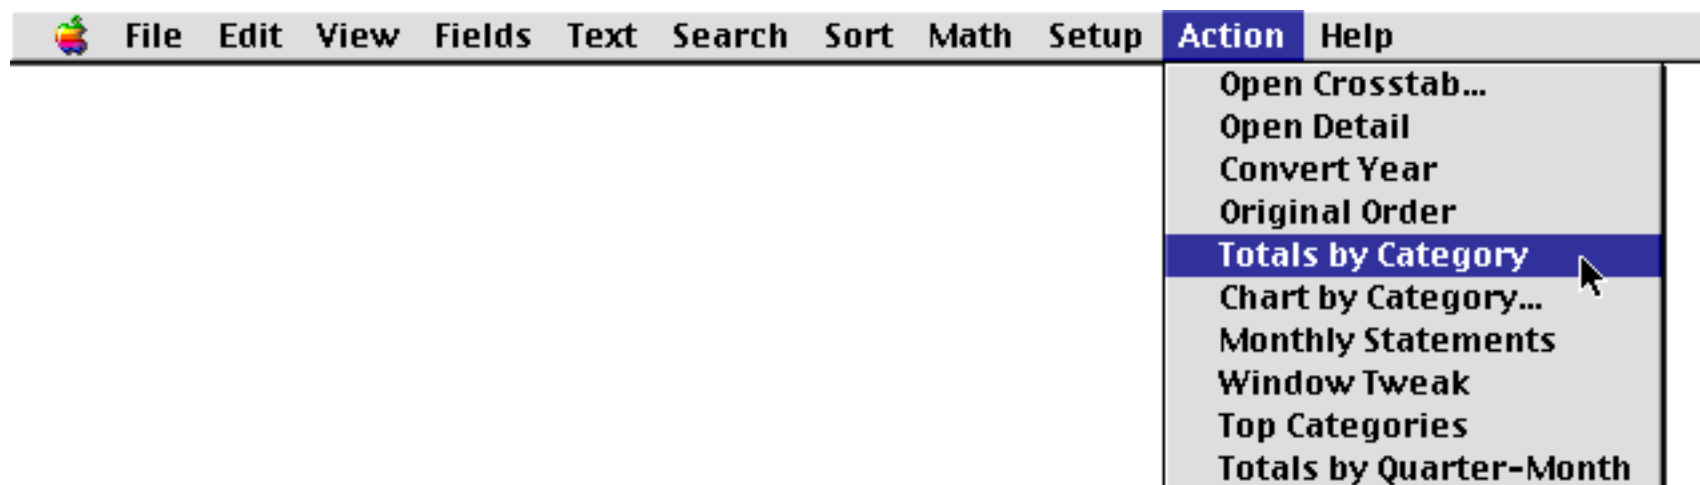 File Edit View Fields Text Search Sort Math Setup Action Help
Open Crosstab...
Open Detail
Convert Year
Original Order
Totals by Category
Chart by Category...
Monthly Statements
Window Tweak
Top Categories
Totals by Quarter-Month